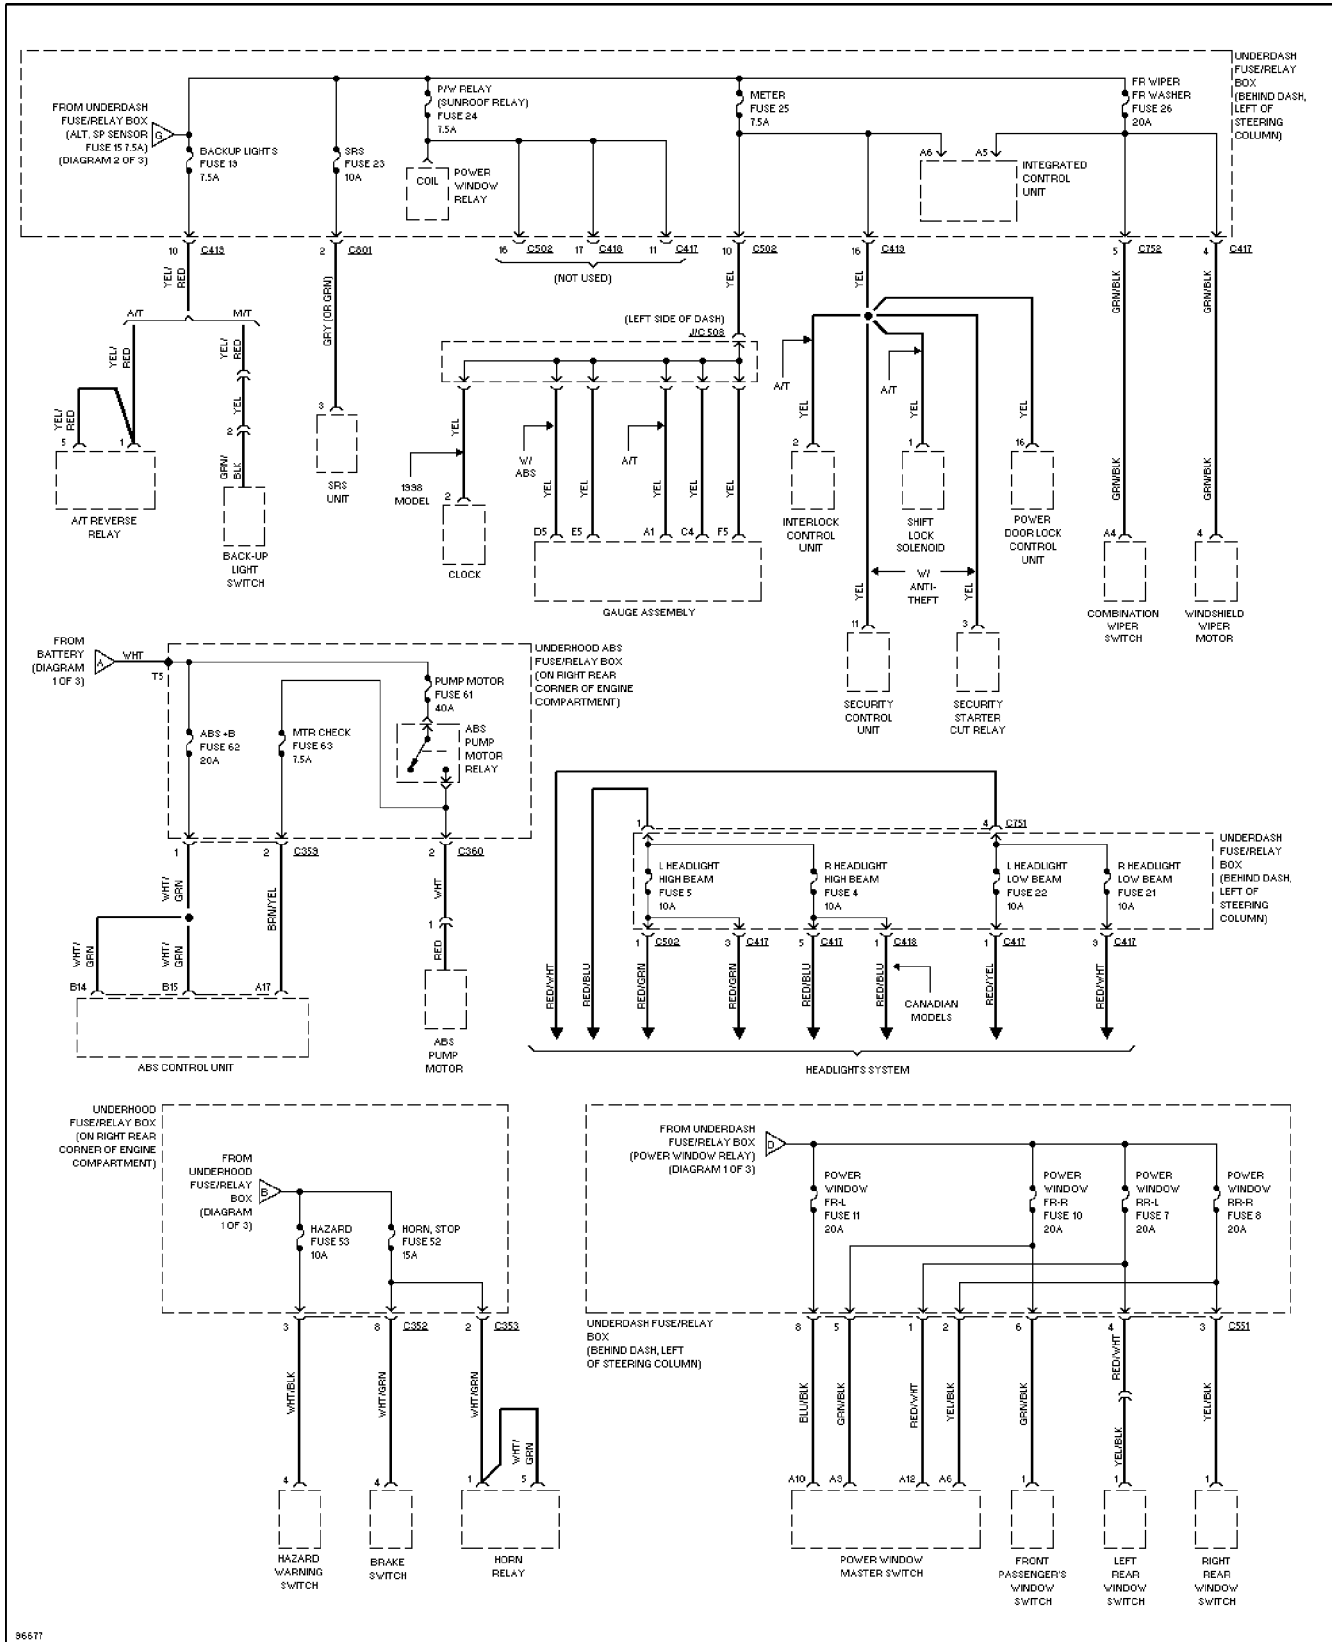 UNDERDASH
FUSE/RELAY
BOX
(BEHIND DASH,
LEFT OF
STEERING
COLUMN)
FROM UNDERDASH
FUSE/RELAY BOX
(ALT, SP SENSOR
FUSE 15 7.5A)
(DIAGRAM 2 OF 3)
G
BACKUP LIGHTS
FUSE 19
7.5A
SRS
FUSE 23
10A
P/W RELAY
(SUNROOF RELAY)
FUSE 24
7.5A
COIL
POWER
WINDOW
RELAY
METER
FUSE 25
7.5A
FR WIPER
FR WASHER
FUSE 26
20A
A6
A5
INTEGRATED
CONTROL
UNIT
10 C419
2 C801
16 C502
17 C418
11 C417
(NOT USED)
10 C502
16 C419
5 C752
4 C417
YEL/
RED
GRY (OR GRN)
YEL
YEL
GRN/BLK
GRN/BLK
A/T
M/T
YEL/
RED
YEL/
RED
YEL/
RED
YEL
2
GRN/
BLK
5
1
A/T REVERSE
RELAY
BACK-UP
LIGHT
SWITCH
3
SRS
UNIT
(LEFT SIDE OF DASH)
J/C 508
YEL
1998
MODEL
2
CLOCK
W/
ABS
A/T
YEL
YEL
YEL
YEL
YEL
D5
E5
A1
C4
F5
GAUGE ASSEMBLY
A/T
A/T
YEL
YEL
YEL
2
1
16
INTERLOCK
CONTROL
UNIT
SHIFT
LOCK
SOLENOID
POWER
DOOR LOCK
CONTROL
UNIT
W/
ANTI-
THEFT
YEL
YEL
11
3
SECURITY
CONTROL
UNIT
SECURITY
STARTER
CUT RELAY
GRN/BLK
GRN/BLK
A4
4
COMBINATION
WIPER
SWITCH
WINDSHIELD
WIPER
MOTOR
FROM
BATTERY
(DIAGRAM
1 OF 3)
A
WHT
T5
UNDERHOOD ABS
FUSE/RELAY BOX
(ON RIGHT REAR
CORNER OF ENGINE
COMPARTMENT)
PUMP MOTOR
FUSE 61
40A
ABS +B
FUSE 62
20A
MTR CHECK
FUSE 63
7.5A
ABS
PUMP
MOTOR
RELAY
1
2 C359
2 C360
WHT/
GRN
BRN/YEL
WHT
1
RED
WHT/
GRN
WHT/
GRN
B14
B15
A17
ABS CONTROL UNIT
ABS
PUMP
MOTOR
1
4 C751
UNDERDASH
FUSE/RELAY
BOX
(BEHIND DASH,
LEFT OF
STEERING
COLUMN)
L HEADLIGHT
HIGH BEAM
FUSE 5
10A
R HEADLIGHT
HIGH BEAM
FUSE 4
10A
L HEADLIGHT
LOW BEAM
FUSE 22
10A
R HEADLIGHT
LOW BEAM
FUSE 21
10A
1 C502
3 C417
5 C417
1 C418
1 C417
9 C417
RED/WHT
RED/BLU
RED/GRN
RED/GRN
RED/BLU
RED/BLU
RED/YEL
RED/WHT
CANADIAN
MODELS
HEADLIGHTS SYSTEM
UNDERHOOD
FUSE/RELAY BOX
(ON RIGHT REAR
CORNER OF ENGINE
COMPARTMENT)
FROM
UNDERHOOD
FUSE/RELAY
BOX
(DIAGRAM
1 OF 3)
B
HAZARD
FUSE 53
10A
HORN, STOP
FUSE 52
15A
3
8 C352
2 C353
WHT/BLK
WHT/GRN
WHT/GRN
WHT/
GRN
4
4
1
5
HAZARD
WARNING
SWITCH
BRAKE
SWITCH
HORN
RELAY
FROM UNDERDASH
FUSE/RELAY BOX
(POWER WINDOW RELAY)
(DIAGRAM 1 OF 3)
D
POWER
WINDOW
FR-L
FUSE 11
20A
POWER
WINDOW
FR-R
FUSE 10
20A
POWER
WINDOW
RR-L
FUSE 7
20A
POWER
WINDOW
RR-R
FUSE 8
20A
UNDERDASH FUSE/RELAY
BOX
(BEHIND DASH, LEFT
OF STEERING COLUMN)
8
5
1
2
6
4
3 C551
BLU/BLK
GRN/BLK
RED/WHT
YEL/BLK
GRN/BLK
RED/WHT
YEL/BLK
YEL/BLK
A10
A9
A12
A6
1
1
1
POWER WINDOW
MASTER SWITCH
FRONT
PASSENGER'S
WINDOW
SWITCH
LEFT
REAR
WINDOW
SWITCH
RIGHT
REAR
WINDOW
SWITCH
96677